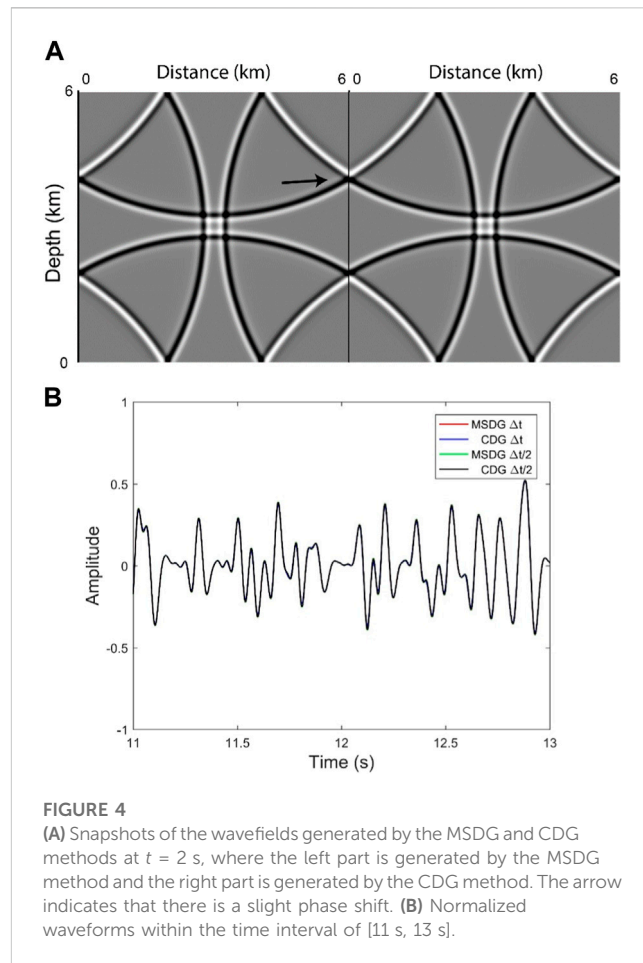 A
0
Distance (km)
6 0
Distance (km)
6
6
Depth (km)
0
B
1
0.5
0
-0.5
-1
Amplitude
MSDG Δt
CDG Δt
MSDG Δt/2
CDG Δt/2
11
11.5
12
12.5
13
Time (s)
FIGURE 4
(A) Snapshots of the wavefields generated by the MSDG and CDG
methods at t = 2 s, where the left part is generated by the MSDG
method and the right part is generated by the CDG method. The arrow
indicates that there is a slight phase shift. (B) Normalized
waveforms within the time interval of [11 s, 13 s].